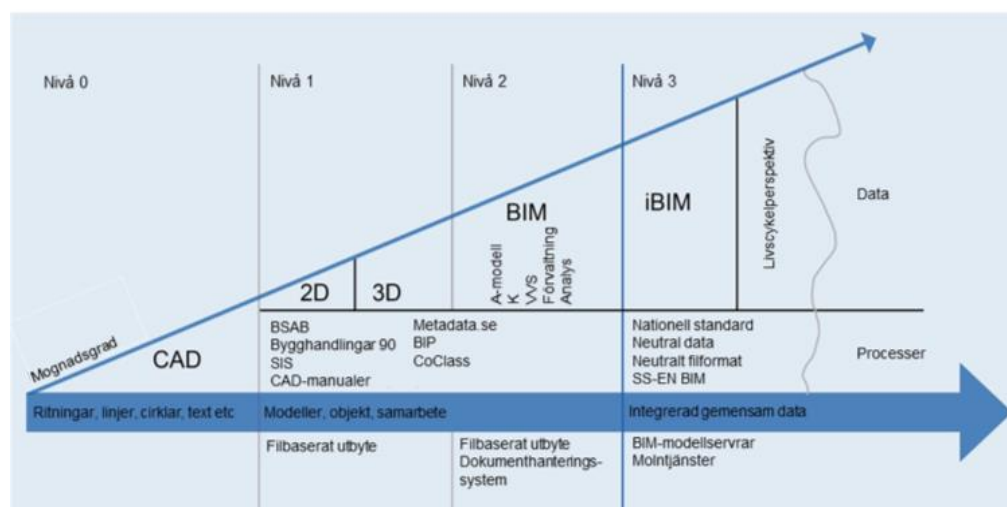 Nivå 0
Nivå 1
Nivå 2
Nivå 3
Mognadsgrad
CAD
2D
3D
BIM
A-modell
K
VVS
Förvaltning
Analys
iBIM
Livscykelperspektiv
Data
Processer
BSAB
Bygghandlingar 90
SIS
CAD-manualer
Metadata.se
BIP
CoClass
Nationell standard
Neutral data
Neutralt filformat
SS-EN BIM
Ritningar, linjer, cirklar, text etc
Modeller, objekt, samarbete
Integrerad gemensam data
Filbaserat utbyte
Filbaserat utbyte
Dokumenthanterings-
system
BIM-modellservrar
Molntjänster